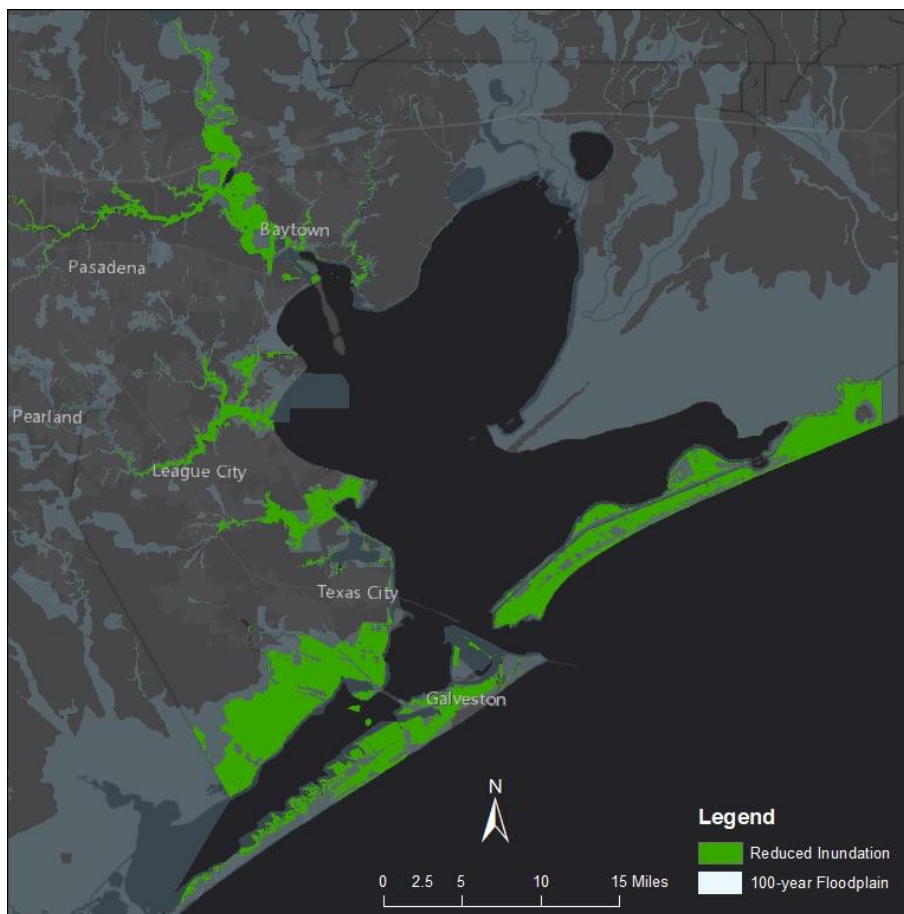 Baytown
Pasadena
Pearland
League City
Texas City
Galveston
N
Legend
Reduced Inundation
100-year Floodplain
0 2.5 5 10 15 Miles